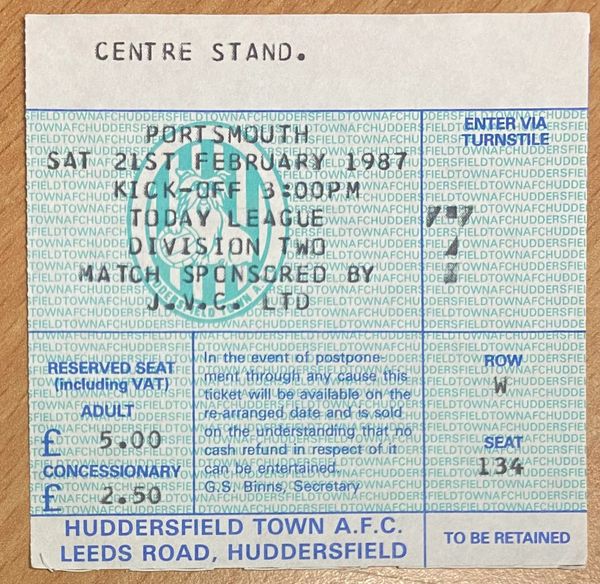 CENTRE STAND.
PORTSMOUTH
SAT 21ST FEBRUARY 1987
KICK-OFF 3:00PM
TODAY LEAGUE
DIVISION TWO
MATCH SPONSORED BY
J.V.C. LTD
ENTER VIA
TURNSTILE
7
RESERVED SEAT
(including VAT)
ADULT
£ 5.00
CONCESSIONARY
£ 2.50
In the event of postpone-
ment through any cause this
ticket will be available on the
re-arranged date and is sold
on the understanding that no
cash refund in respect of it
can be entertained.
G.S. Binns, Secretary
ROW
W
SEAT
134
HUDDERSFIELD TOWN A.F.C.
LEEDS ROAD, HUDDERSFIELD
TO BE RETAINED